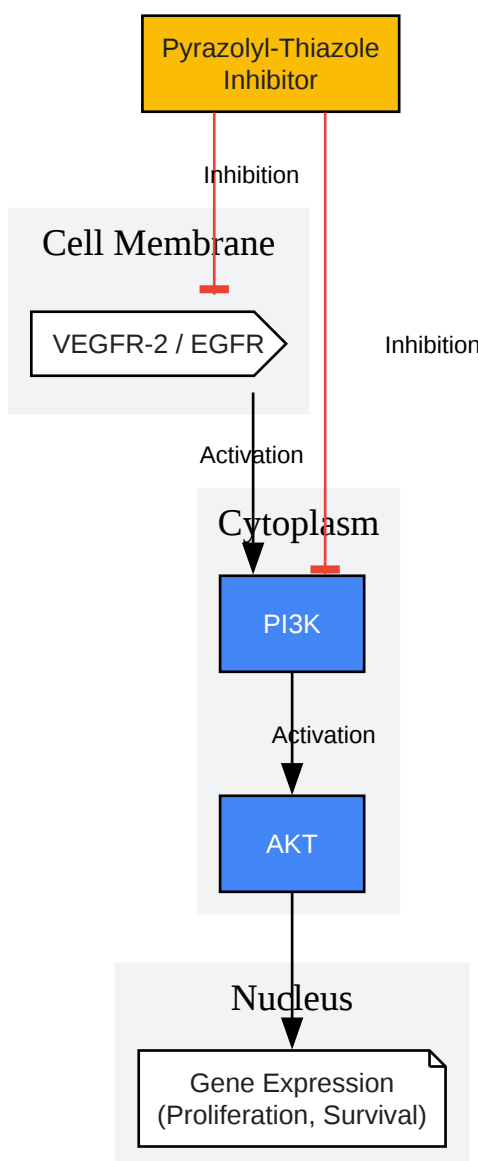 Pyrazolyl-Thiazole
Inhibitor
Inhibition
Cell Membrane
VEGFR-2 / EGFR
Inhibition
Activation
Cytoplasm
PI3K
Activation
AKT
Nucleus
Gene Expression
(Proliferation, Survival)